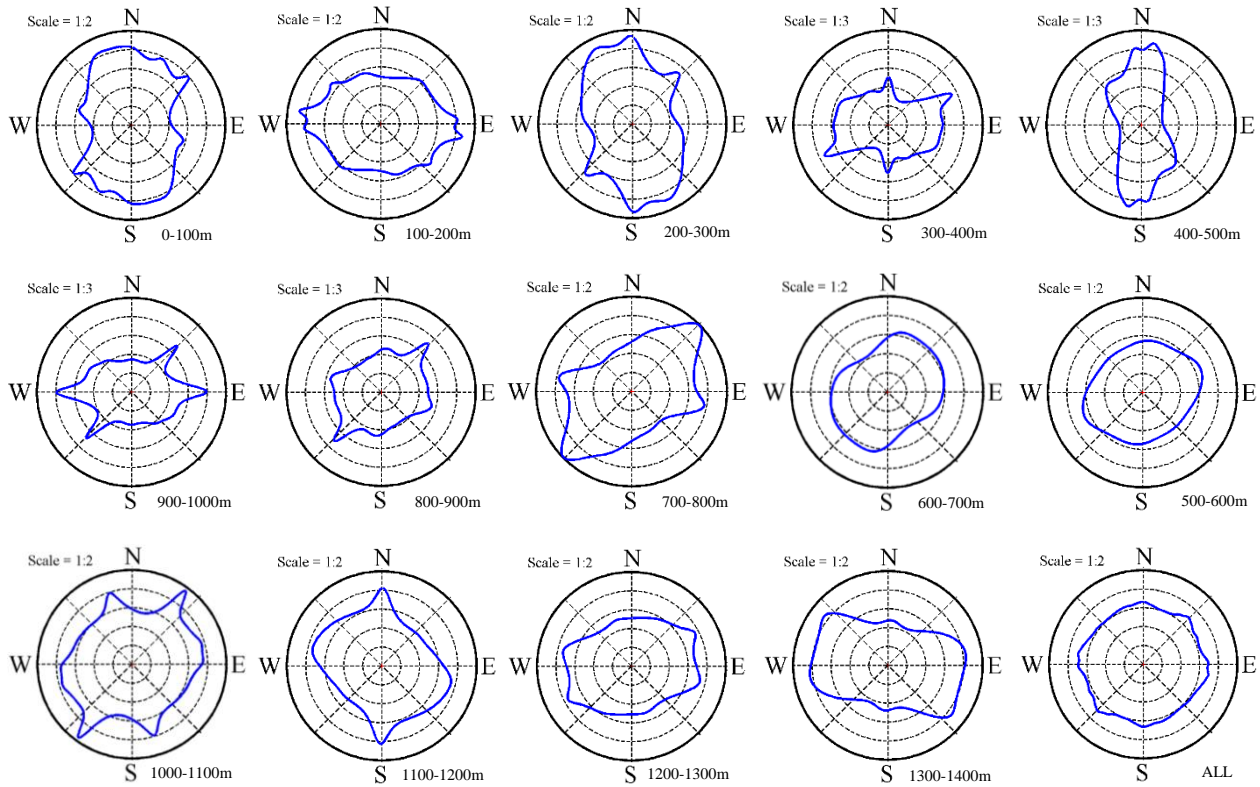 Scale = 1:2
N
W
E
S
0-100m
Scale = 1:2
N
W
E
S
100-200m
Scale = 1:2
N
W
E
S
200-300m
Scale = 1:3
N
W
E
S
300-400m
Scale = 1:3
N
W
E
S
400-500m
Scale = 1:3
N
W
E
S
900-1000m
Scale = 1:3
N
W
E
S
800-900m
Scale = 1:2
N
W
E
S
700-800m
Scale = 1:2
N
W
E
S
600-700m
Scale = 1:2
N
W
E
S
500-600m
Scale = 1:2
N
W
E
S
1000-1100m
Scale = 1:2
N
W
E
S
1100-1200m
Scale = 1:2
N
W
E
S
1200-1300m
Scale = 1:2
N
W
E
S
1300-1400m
Scale = 1:2
N
W
E
S
ALL